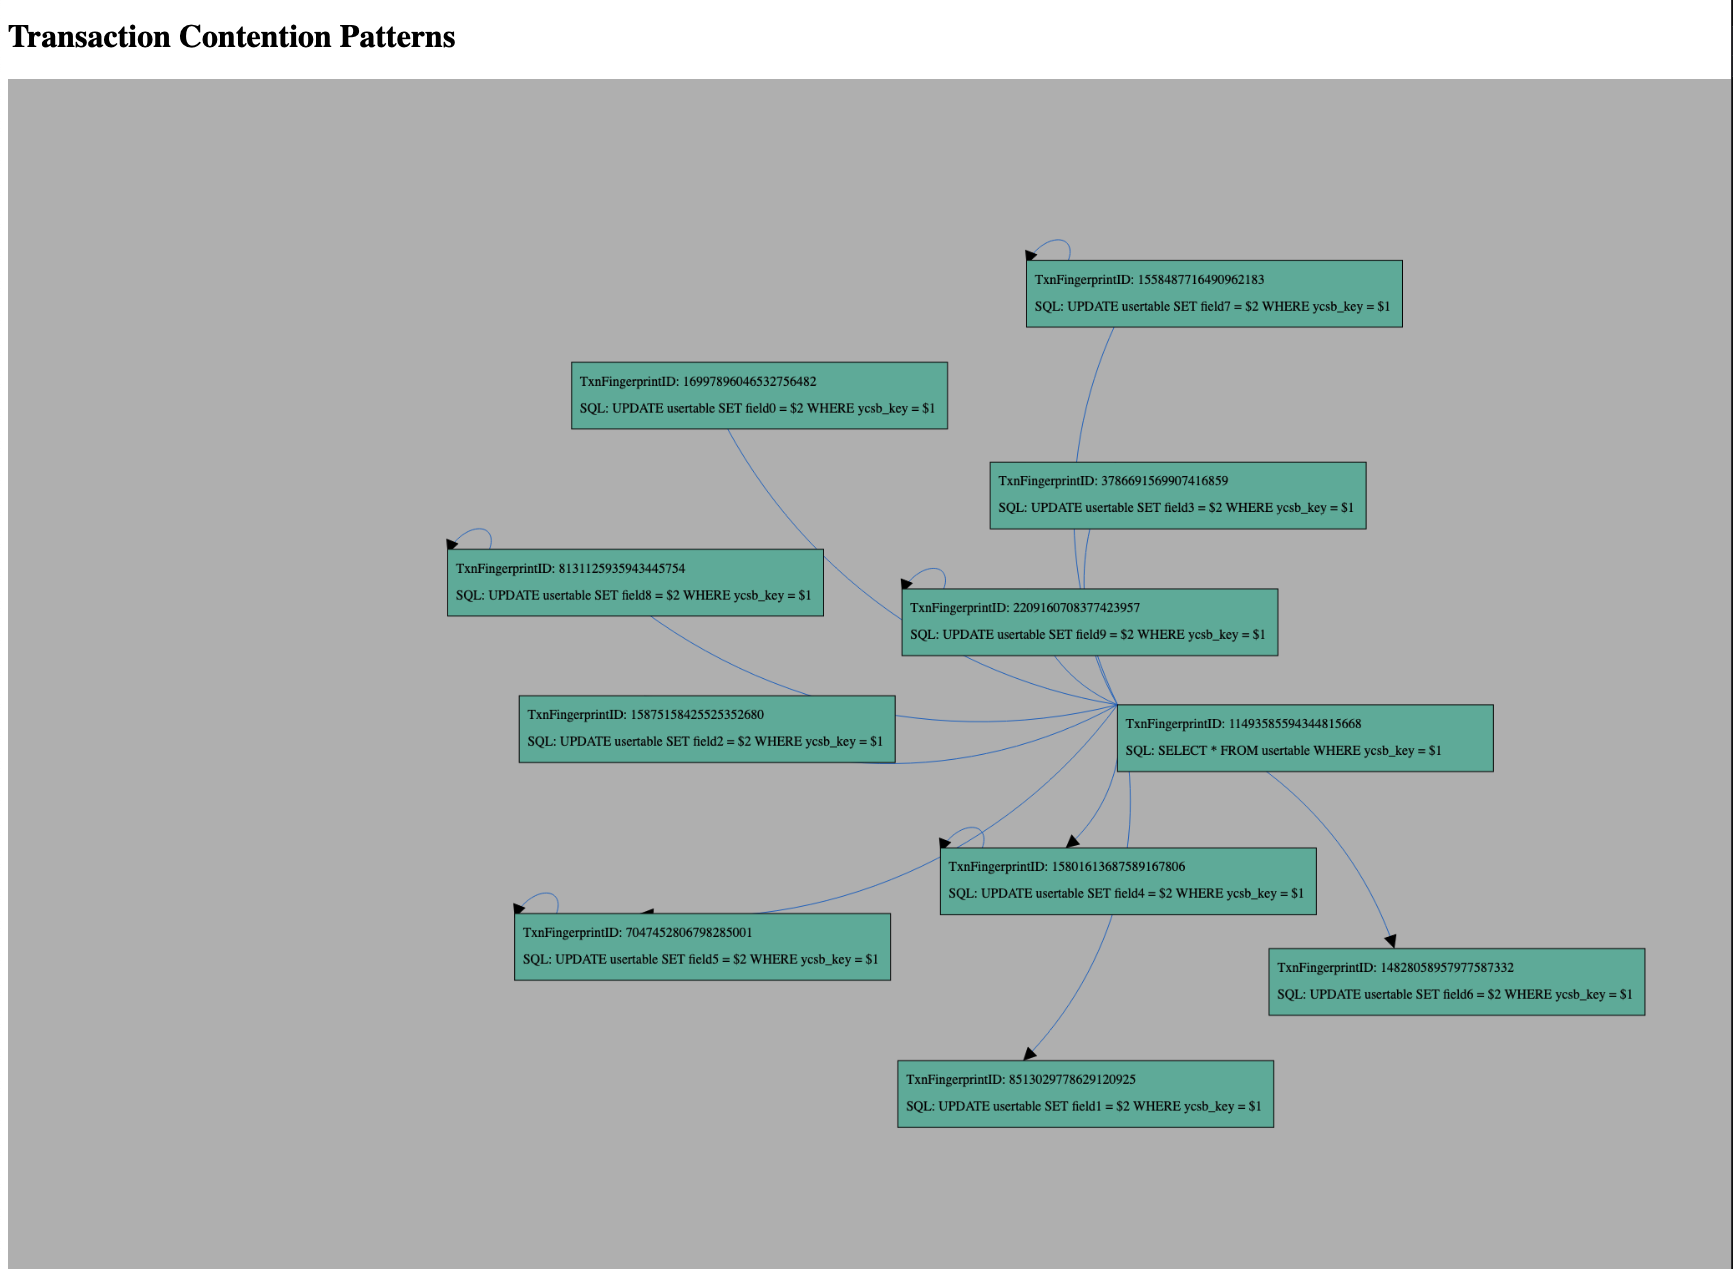 Transaction Contention Patterns
TxnFingerprintID: 1558487716490962183
SQL: UPDATE usertable SET field7 = $2 WHERE ycsb_key = $1
TxnFingerprintID: 16997896046532756482
SQL: UPDATE usertable SET field0 = $2 WHERE ycsb_key = $1
TxnFingerprintID: 3786691569907416859
SQL: UPDATE usertable SET field3 = $2 WHERE ycsb_key = $1
TxnFingerprintID: 8131125935943445754
SQL: UPDATE usertable SET field8 = $2 WHERE ycsb_key = $1
TxnFingerprintID: 2209160708377423957
SQL: UPDATE usertable SET field9 = $2 WHERE ycsb_key = $1
TxnFingerprintID: 15875158425525352680
SQL: UPDATE usertable SET field2 = $2 WHERE ycsb_key = $1
TxnFingerprintID: 11493585594344815668
SQL: SELECT * FROM usertable WHERE ycsb_key = $1
TxnFingerprintID: 15801613687589167806
SQL: UPDATE usertable SET field4 = $2 WHERE ycsb_key = $1
TxnFingerprintID: 7047452806798285001
SQL: UPDATE usertable SET field5 = $2 WHERE ycsb_key = $1
TxnFingerprintID: 14828058957977587332
SQL: UPDATE usertable SET field6 = $2 WHERE ycsb_key = $1
TxnFingerprintID: 8513029778629120925
SQL: UPDATE usertable SET field1 = $2 WHERE ycsb_key = $1